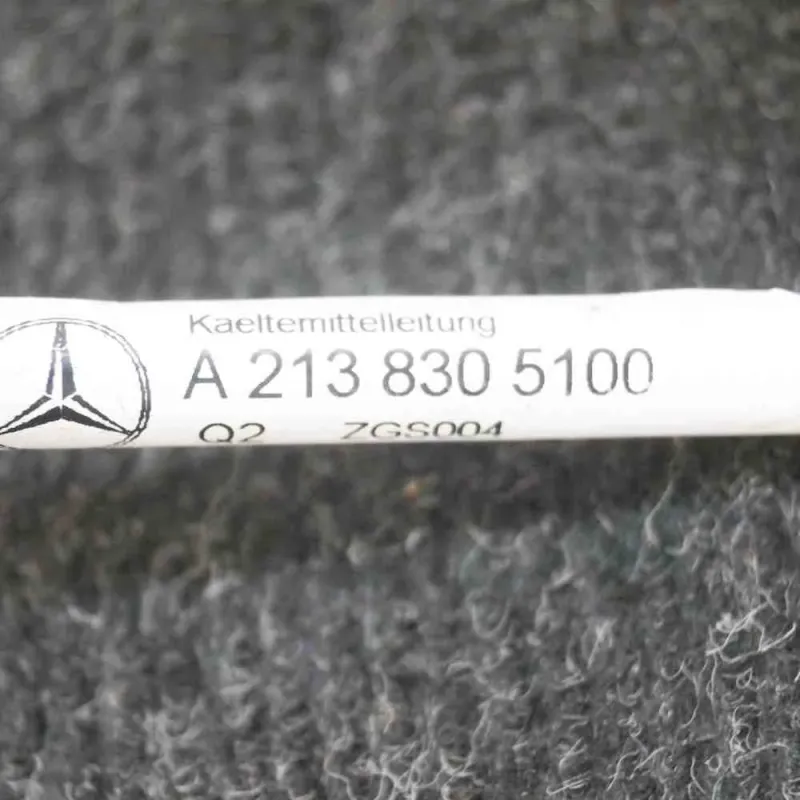 Kaeltemittelleitung
A 213 830 5100
Q2 ZGS004